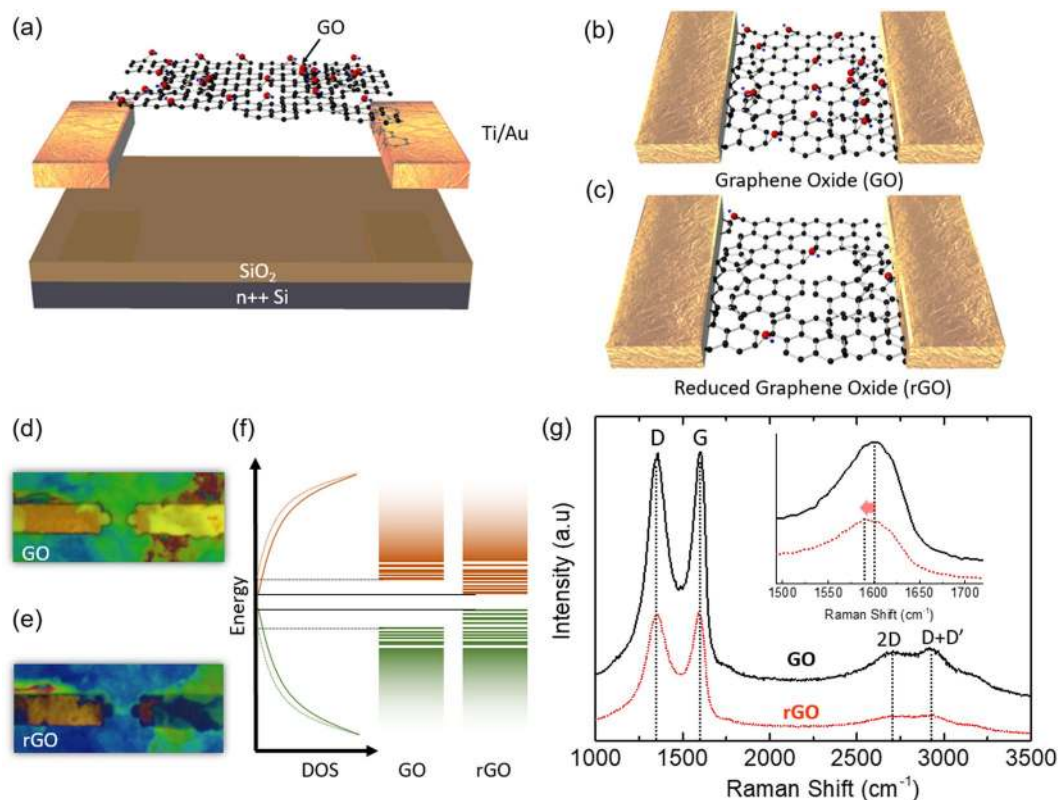 (a)
GO
Ti/Au
SiO2
n++ Si
(b)
Graphene Oxide (GO)
(c)
Reduced Graphene Oxide (rGO)
(d)
GO
(e)
rGO
(f)
Energy
DOS
GO
rGO
(g)
D
G
2D
D+D′
GO
rGO
Intensity (a.u)
1000 1500 2000 2500 3000 3500
Raman Shift (cm-1)
1500 1550 1600 1650 1700
Raman Shift (cm-1)